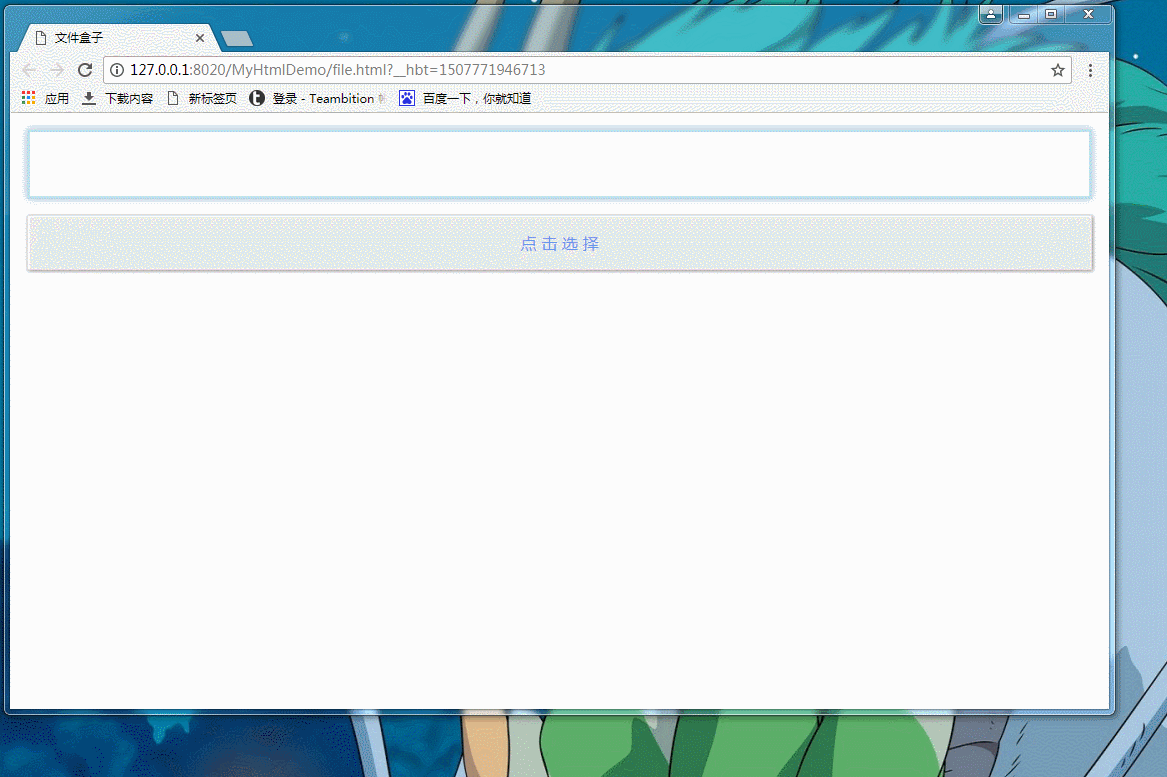 文件盒子
127.0.0.1:8020/MyHtmlDemo/file.html?__hbt=1507771946713
应用 下载内容 新标签页 登录 - Teambition 百度一下，你就知道
点击选择